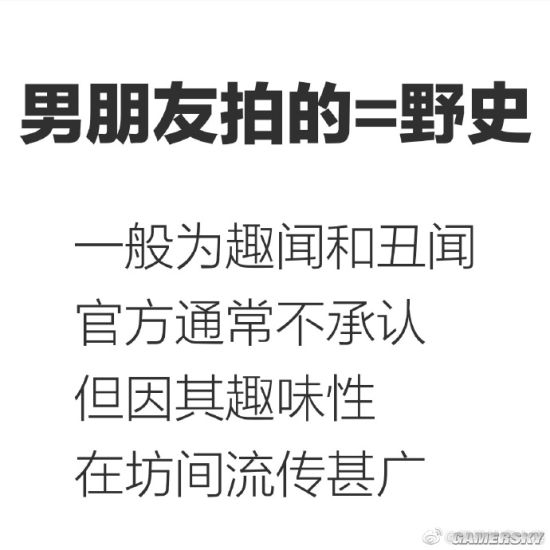 男朋友拍的=野史
一般为趣闻和丑闻
官方通常不承认
但因其趣味性
在坊间流传甚广
GAMERSKY